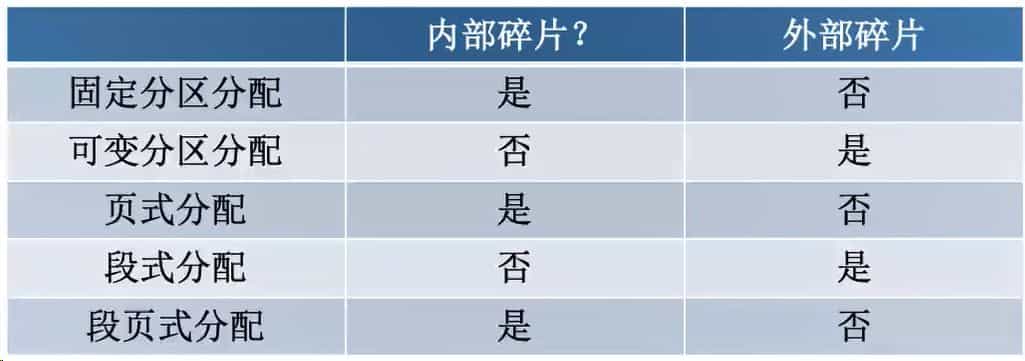 内部碎片？ 外部碎片
固定分区分配 是 否
可变分区分配 否 是
页式分配 是 否
段式分配 否 是
段页式分配 是 否